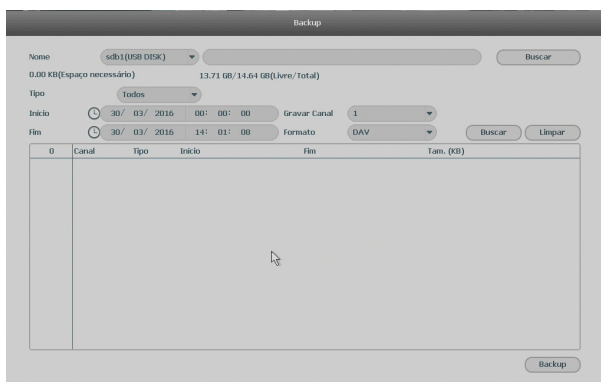 Backup
Nome sdb1(USB DISK) Buscar
0.00 KB(Espaço necessário) 13.71 GB/14.64 GB(Livre/Total)
Tipo Todos
Início 30/ 03/ 2016 00: 00: 00 Gravar Canal 1
Fim 30/ 03/ 2016 14: 01: 08 Formato DAV Buscar Limpar
0 Canal Tipo Início Fim Tam. (KB)
Backup